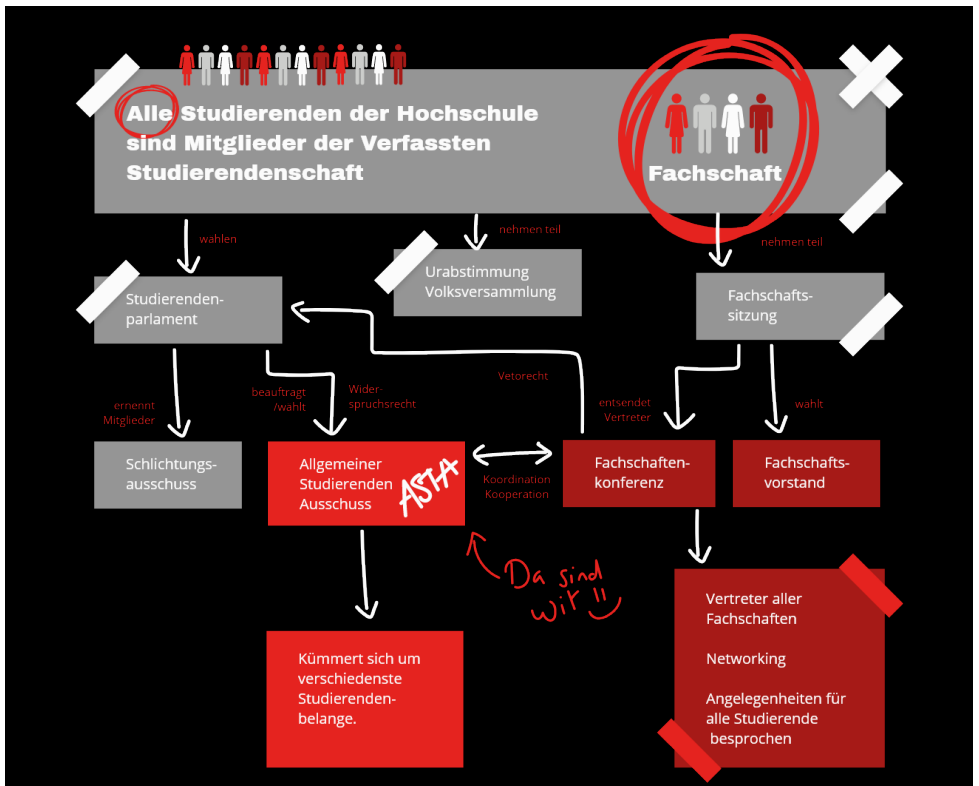 Alle Studierenden der Hochschule
sind Mitglieder der Verfassten
Studierendenschaft
Fachschaft
wahlen
nehmen teil
nehmen teil
Studierenden-
parlament
Urabstimmung
Volksversammlung
Fachschafts-
sitzung
ernennt
Mitglieder
beauftragt
/wahlt
Wider-
spruchsrecht
Vetorecht
entsendet
Vertreter
wahlt
Schlichtungs-
ausschuss
Allgemeiner
Studierenden
Ausschuss
ASTA
Koordination
Kooperation
Fachschaften-
konferenz
Fachschafts-
vorstand
Da sind
wir!!
Kümmert sich um
verschiedenste
Studierenden-
belange.
Vertreter aller
Fachschaften
Networking
Angelegenheiten für
alle Studierende
besprochen